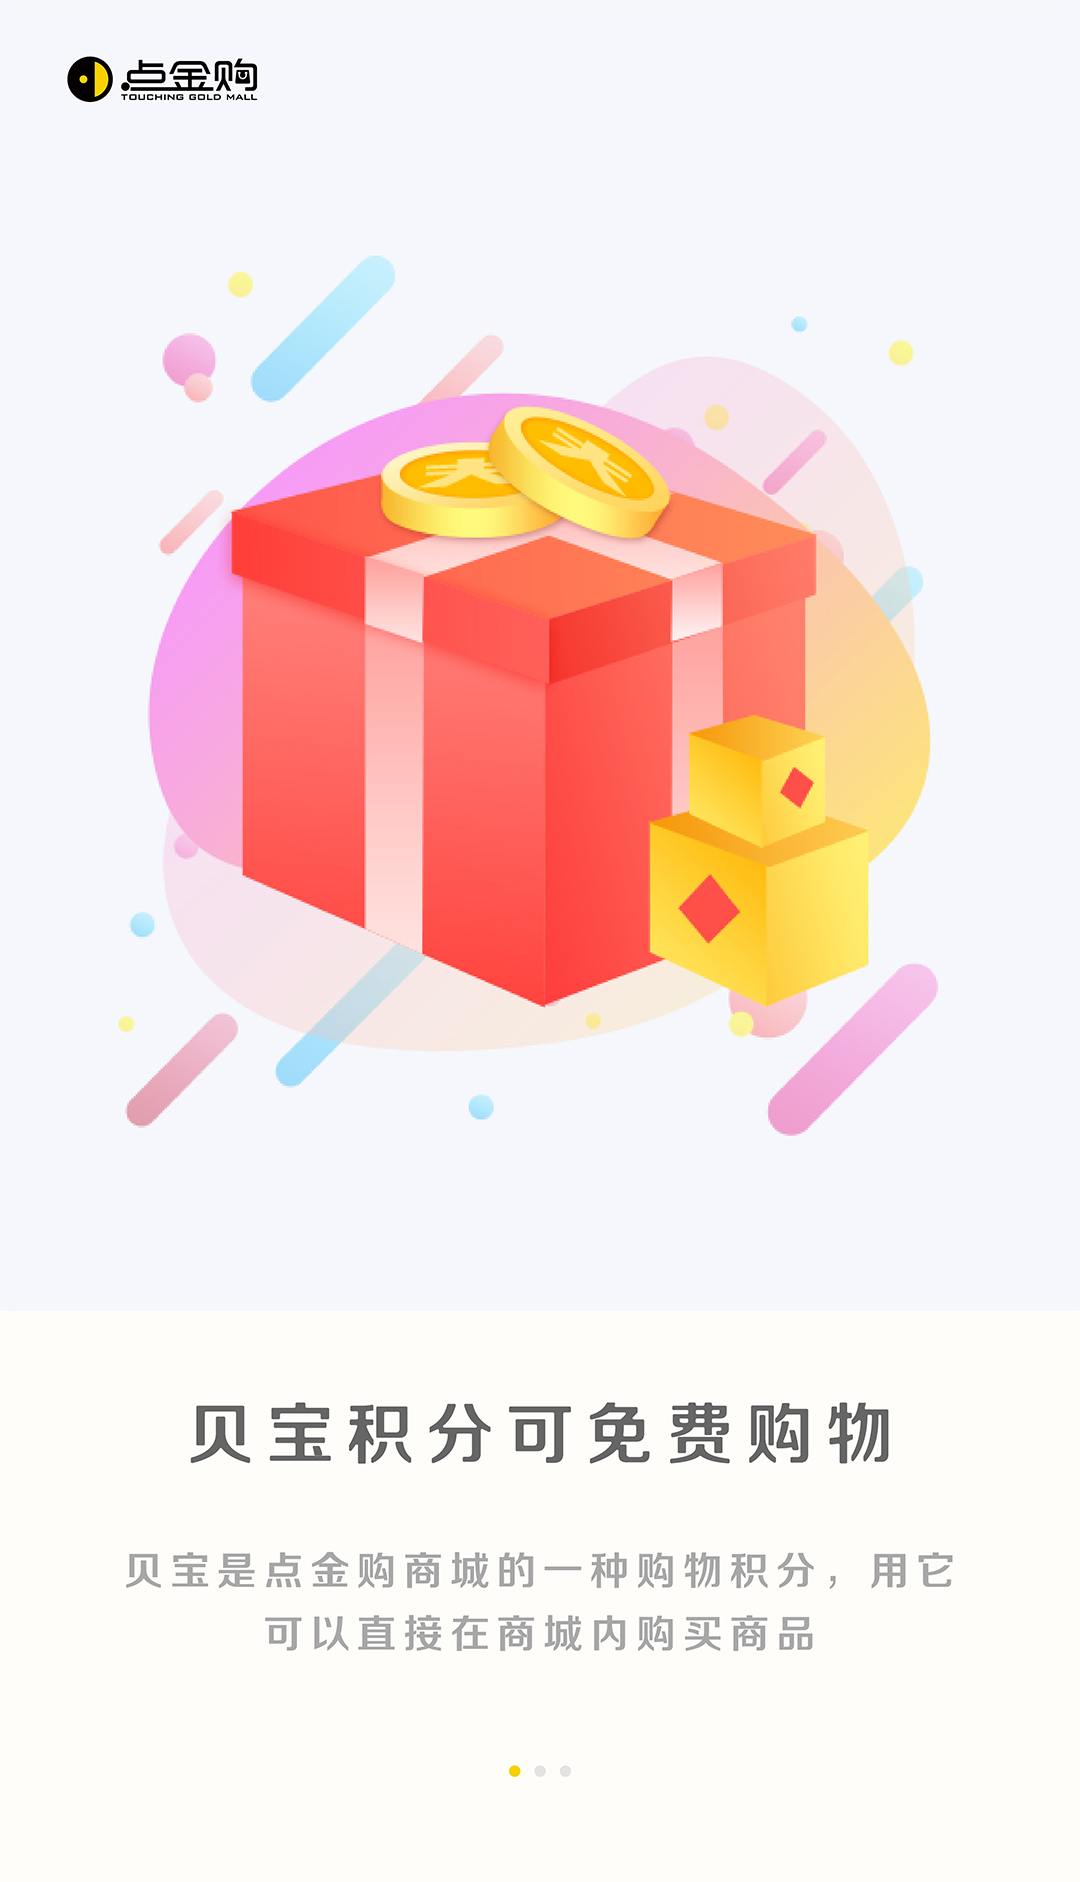 点金购
TOUCHING GOLD MALL
贝宝积分可免费购物
贝宝是点金购商城的一种购物积分，用它
可以直接在商城内购买商品